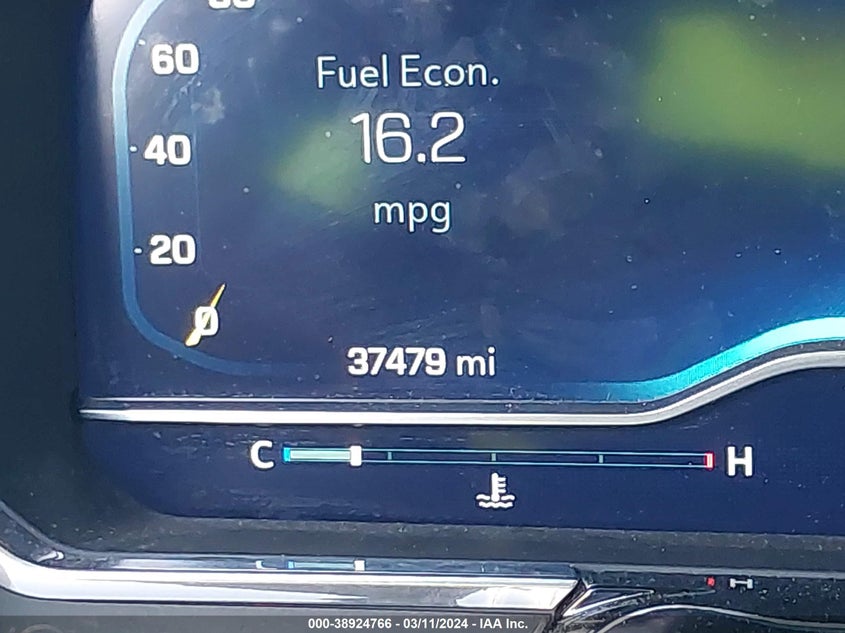 60
Fuel Econ.
16.2
40
mpg
20
0
37479 mi
C H
000-38924766 - 03/11/2024 - IAA Inc.